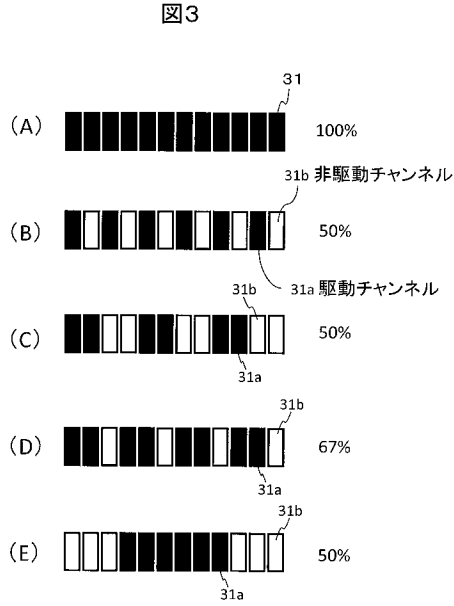 図3
31
(A) 100%
31b 非駆動チャンネル
(B) 50%
31a 駆動チャンネル
31b
(C) 50%
31a
31b
(D) 67%
31a
31b
(E) 50%
31a